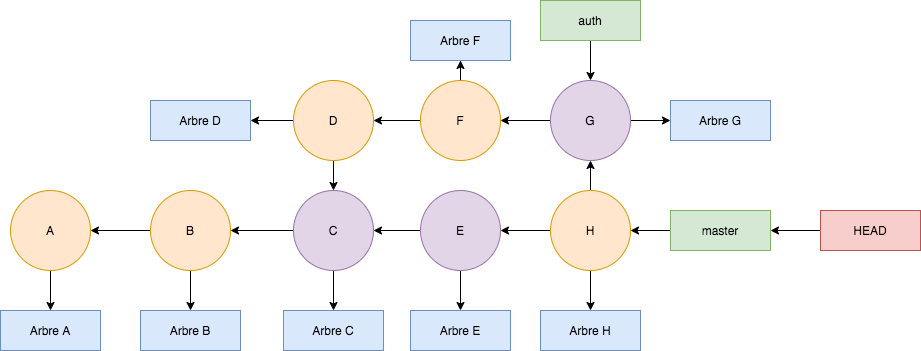 auth
Arbre F
Arbre D
D
F
G
Arbre G
A
B
C
E
H
master
HEAD
Arbre A
Arbre B
Arbre C
Arbre E
Arbre H